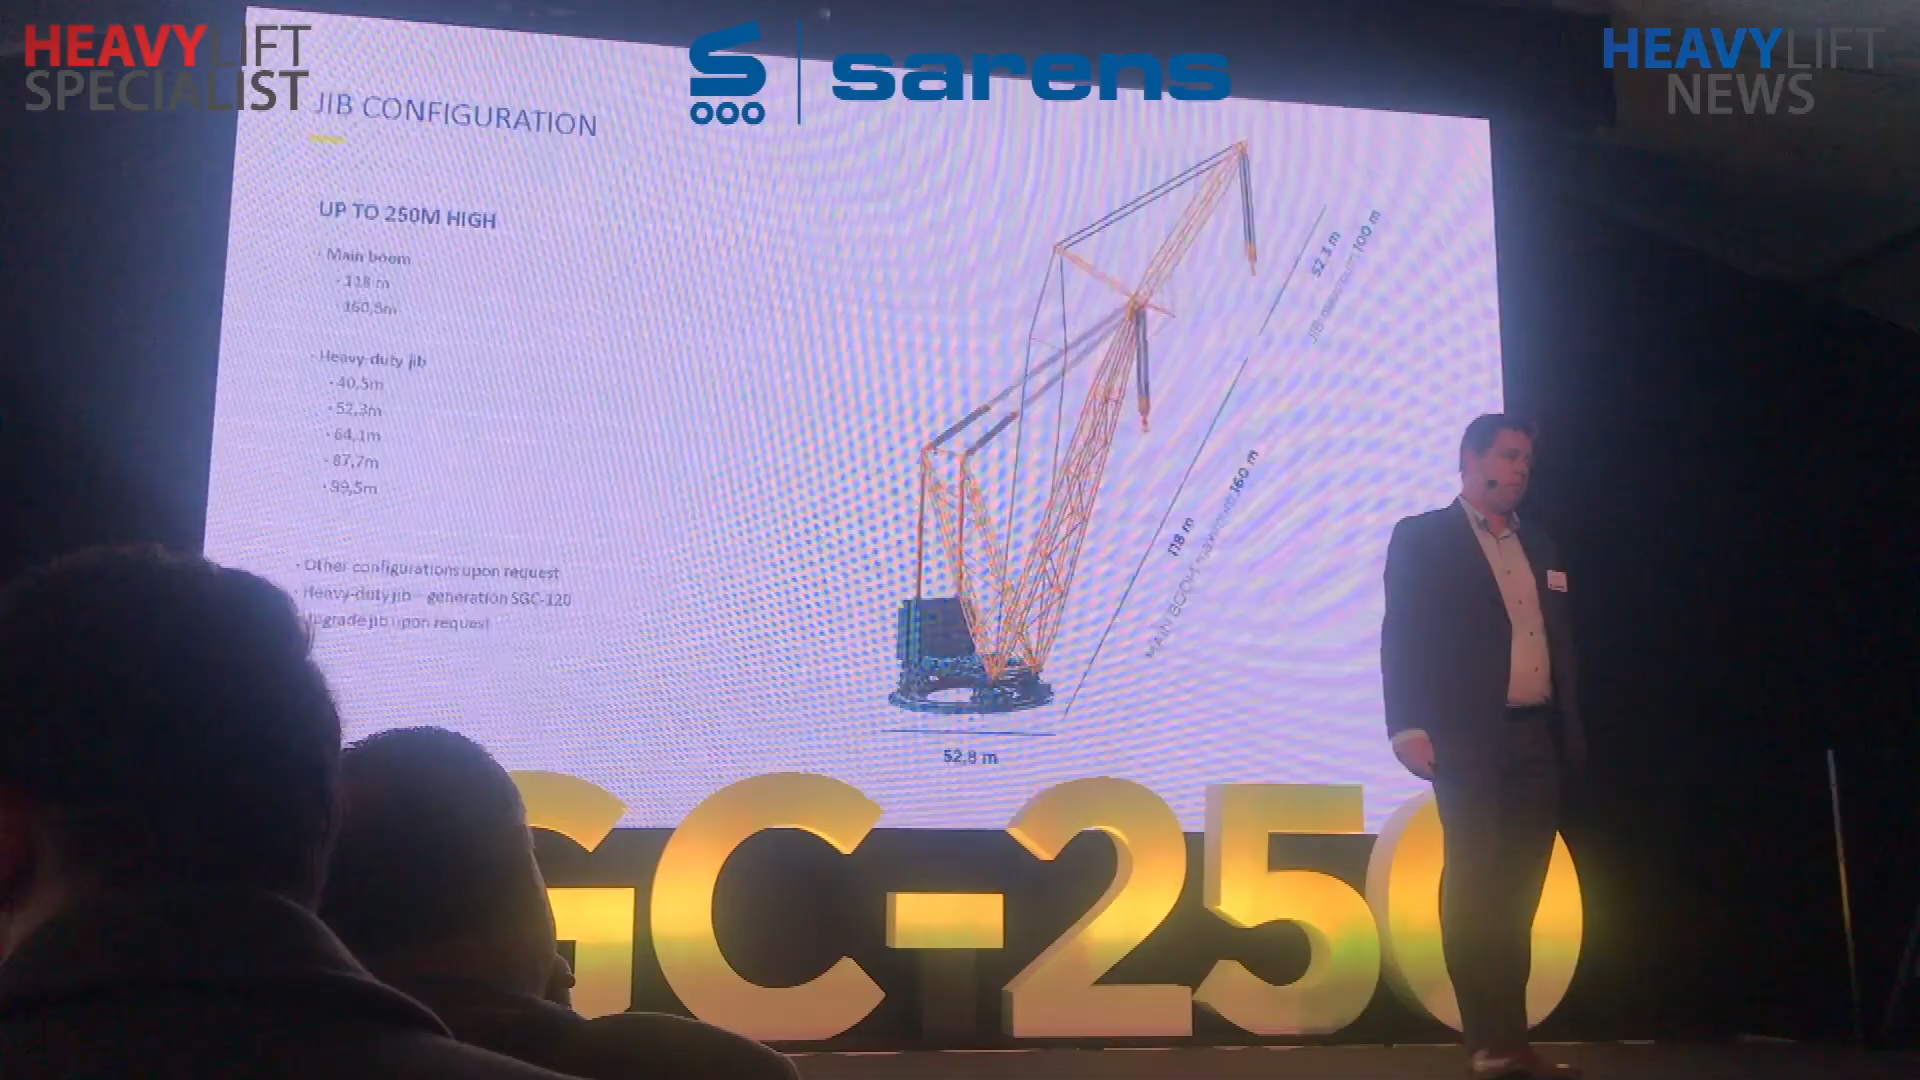 HEAVYLIFT
SPECIALIST
sarens
HEAVYLIFT
NEWS
JIB CONFIGURATION
UP TO 250M HIGH
· Main boom
- 118 m
160,5m
· Heavy-duty jib
· 40,5m
· 52,3m
· 64,1m
· 87,7m
· 99,5m
· Other configurations upon request
· Heavy-duty jib – generation SGC-120
jib upon request
52.3 m
JIB 100 m
118 m
MAIN BOOM 160 m
52,8 m
GC-250